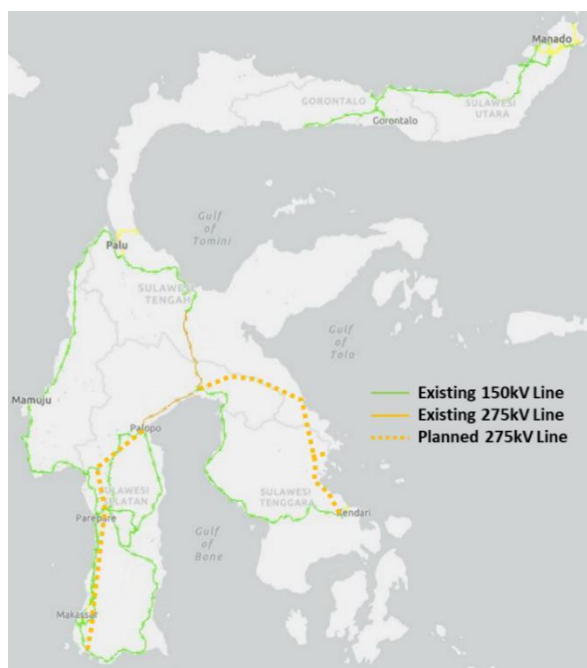 Manado
GORONTALO
SULAWESI
UTARA
Gorontalo
Gulf
of
Tomini
Palu
SULAWESI
TENGAH
Gulf
of
Tolo
Mamuju
Existing 150kV Line
Existing 275kV Line
Planned 275kV Line
Palopo
SULAWESI
SELATAN
SULAWESI
TENGGARA
Kendari
Parepare
Gulf
of
Bone
Makassar